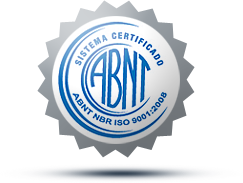 SISTEMA CERTIFICADO
ABNT
ABNT NBR ISO 9001:2008